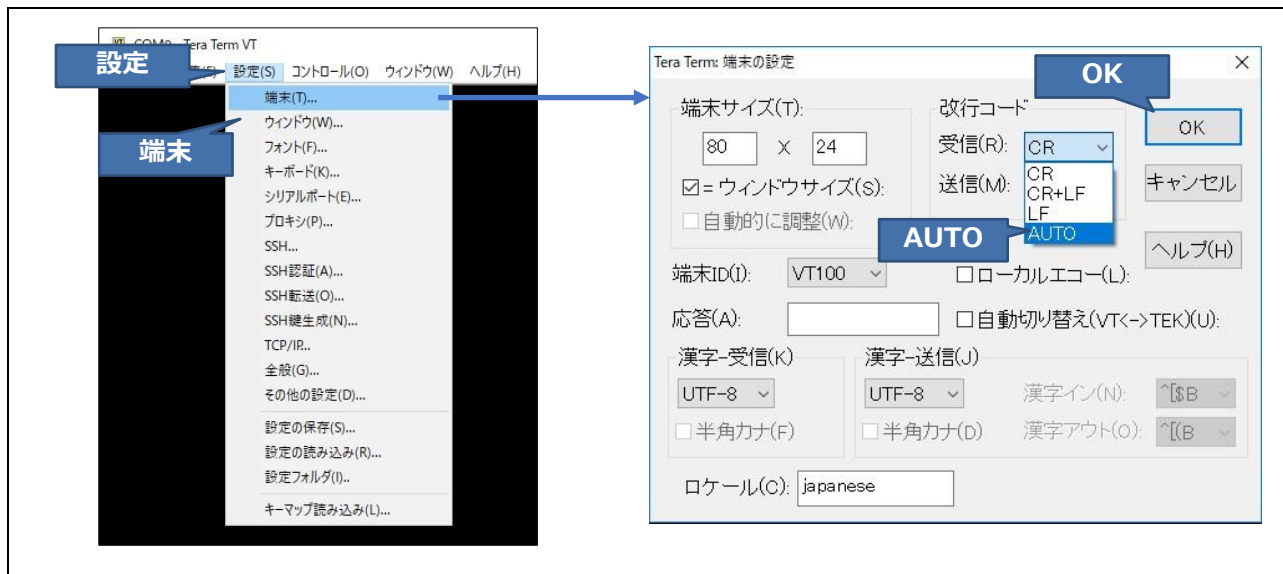 Tera Term VT
設定
設定(S) コントロール(O) ウィンドウ(W) ヘルプ(H)
端末(T)...
ウィンドウ(W)...
端末
フォント(F)...
キーボード(K)...
シリアルポート(E)...
プロキシ(P)...
SSH...
SSH認証(A)...
SSH転送(O)...
SSH鍵生成(N)...
TCP/IP...
全般(G)...
その他の設定(D)...
設定の保存(S)...
設定の読み込み(R)...
設定フォルダ(I)..
キーマップ読み込み(L)...
Tera Term: 端末の設定
OK
端末サイズ(T): 改行コード
80 X 24 受信(R): CR OK
=ウィンドウサイズ(S): 送信(M): キャンセル
CR
CR+LF
LF
AUTO
自動的に調整(W):
AUTO
ヘルプ(H)
端末ID(I): VT100 ローカルエコー(L):
応答(A): 自動切り替え(VT<->TEK)(U):
漢字-受信(K) 漢字-送信(J)
UTF-8 UTF-8 漢字イン(N): ^[$B
半角カナ(F) 半角カナ(D) 漢字アウト(O): ^[(B
ロケール(C): japanese